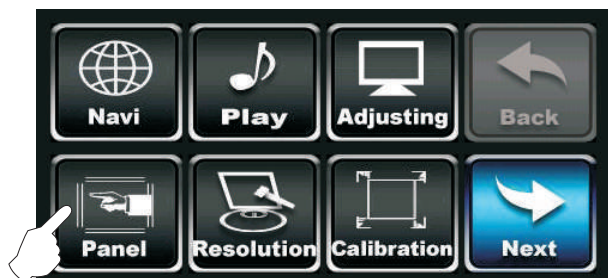 Navi
Play
Adjusting
Back
Panel
Resolution
Calibration
Next